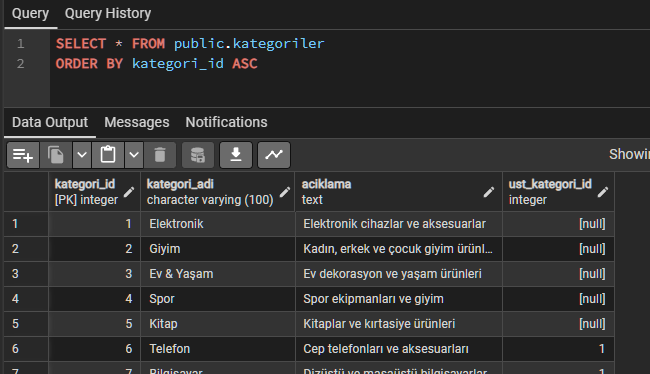 Query Query History
1 SELECT * FROM public.kategoriler
2 ORDER BY kategori_id ASC
Data Output Messages Notifications
Showin
kategori_id kategori_adi aciklama ust_kategori_id
[PK] integer character varying (100) text integer
1 1 Elektronik Elektronik cihazlar ve aksesuarlar [null]
2 2 Giyim Kadın, erkek ve çocuk giyim ürünl... [null]
3 3 Ev & Yaşam Ev dekorasyon ve yaşam ürünleri [null]
4 4 Spor Spor ekipmanları ve giyim [null]
5 5 Kitap Kitaplar ve kırtasiye ürünleri [null]
6 6 Telefon Cep telefonları ve aksesuarları 1
7 7 Bilgisayar Dizüstü ve masaüstü bilgisayarlar 1